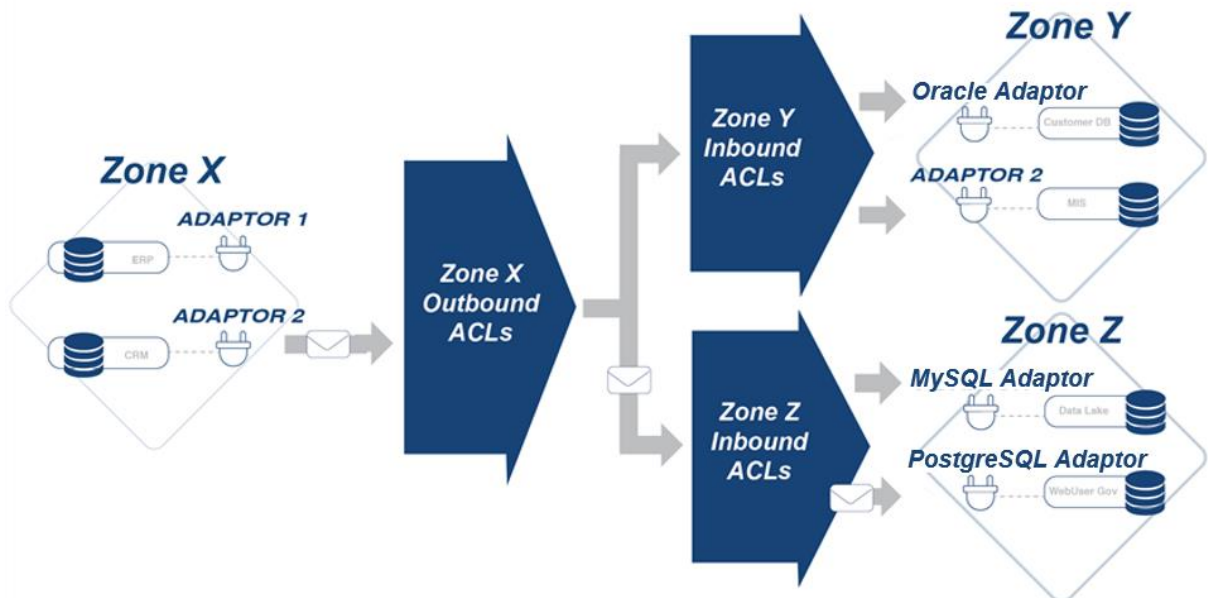 Zone X
ADAPTOR 1
ERP
ADAPTOR 2
CRM
Zone X
Outbound
ACLs
Zone Y
Inbound
ACLs
Zone Y
Oracle Adaptor
Customer DB
ADAPTOR 2
MIS
Zone Z
Inbound
ACLs
Zone Z
MySQL Adaptor
Data Lake
PostgreSQL Adaptor
WebUser Gov